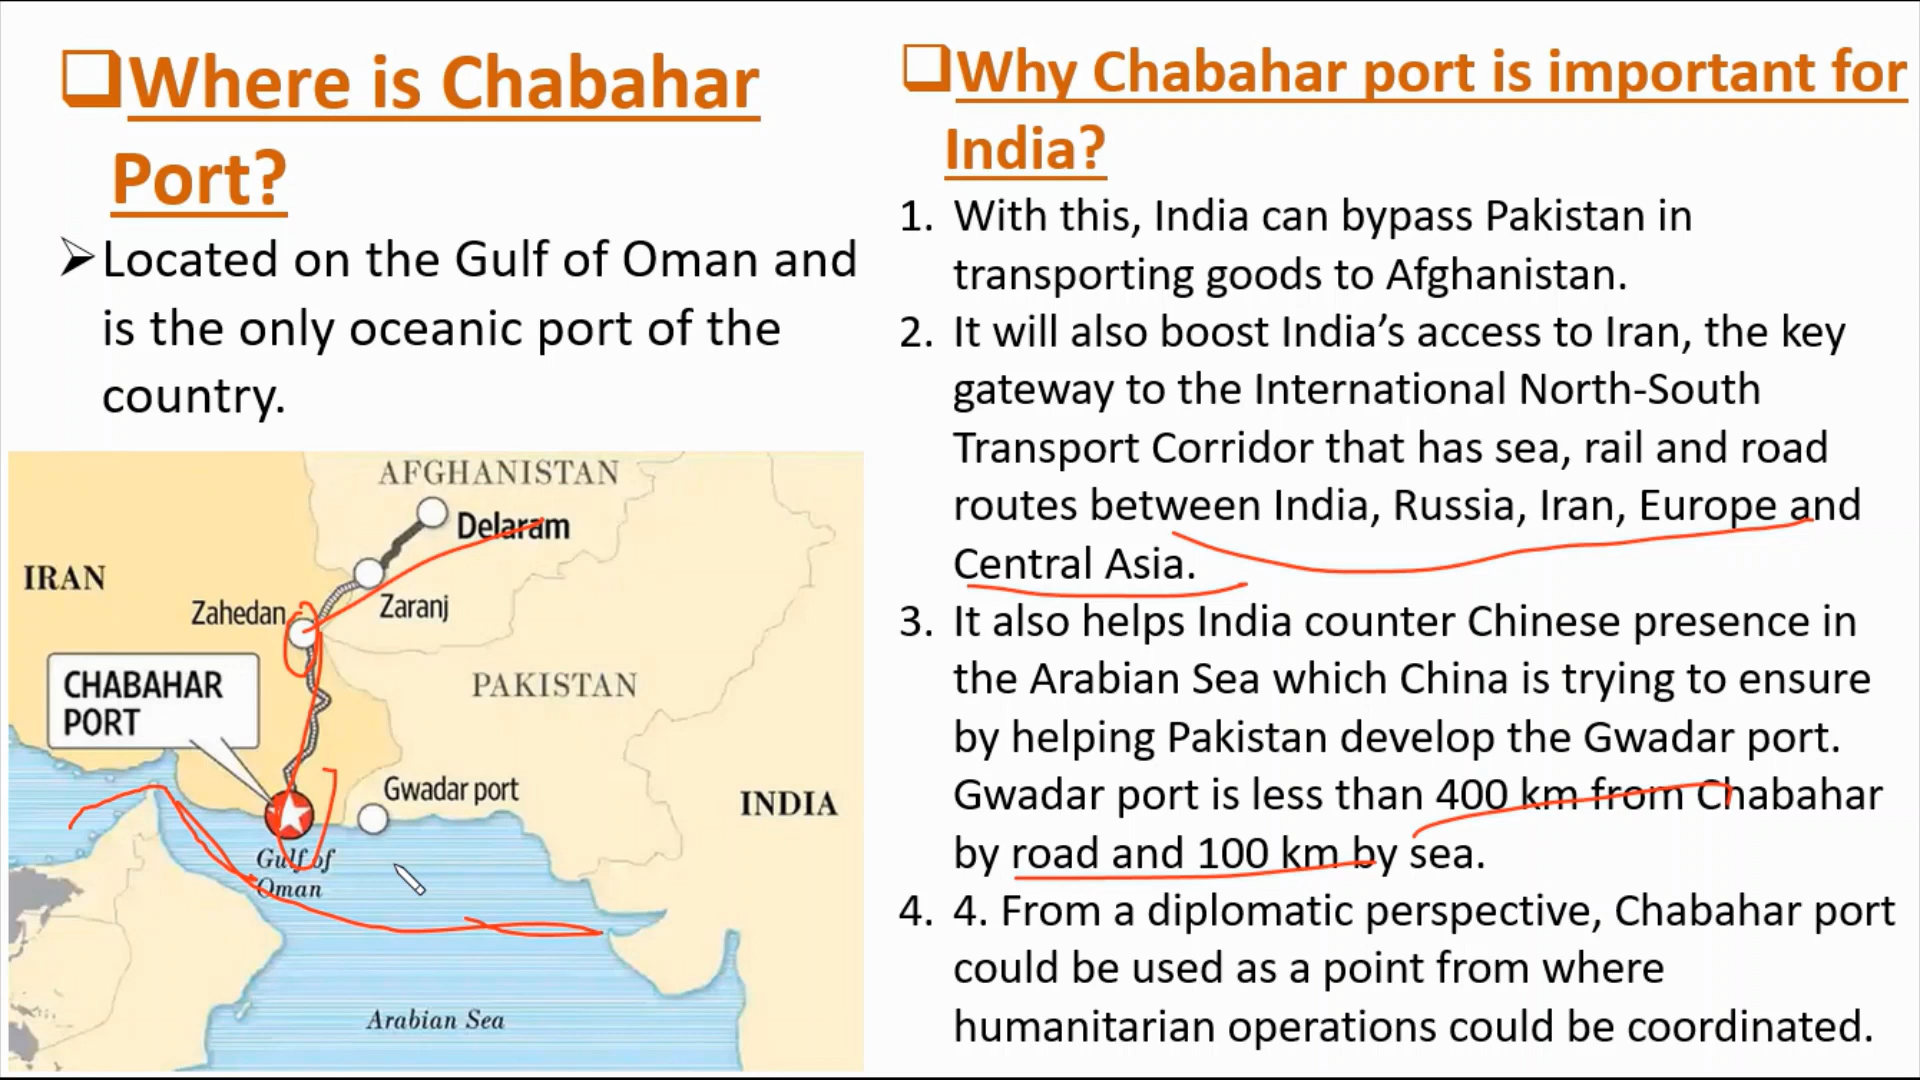 ❑Where is Chabahar
Port?
➢Located on the Gulf of Oman and
is the only oceanic port of the
country.
AFGHANISTAN
Delaram
IRAN
Zahedan
Zaranj
CHABAHAR
PORT
PAKISTAN
Gwadar port
INDIA
Gulf of
Oman
Arabian Sea
❑Why Chabahar port is important for
India?
1. With this, India can bypass Pakistan in
transporting goods to Afghanistan.
2. It will also boost India’s access to Iran, the key
gateway to the International North-South
Transport Corridor that has sea, rail and road
routes between India, Russia, Iran, Europe and
Central Asia.
3. It also helps India counter Chinese presence in
the Arabian Sea which China is trying to ensure
by helping Pakistan develop the Gwadar port.
Gwadar port is less than 400 km from Chabahar
by road and 100 km by sea.
4. 4. From a diplomatic perspective, Chabahar port
could be used as a point from where
humanitarian operations could be coordinated.